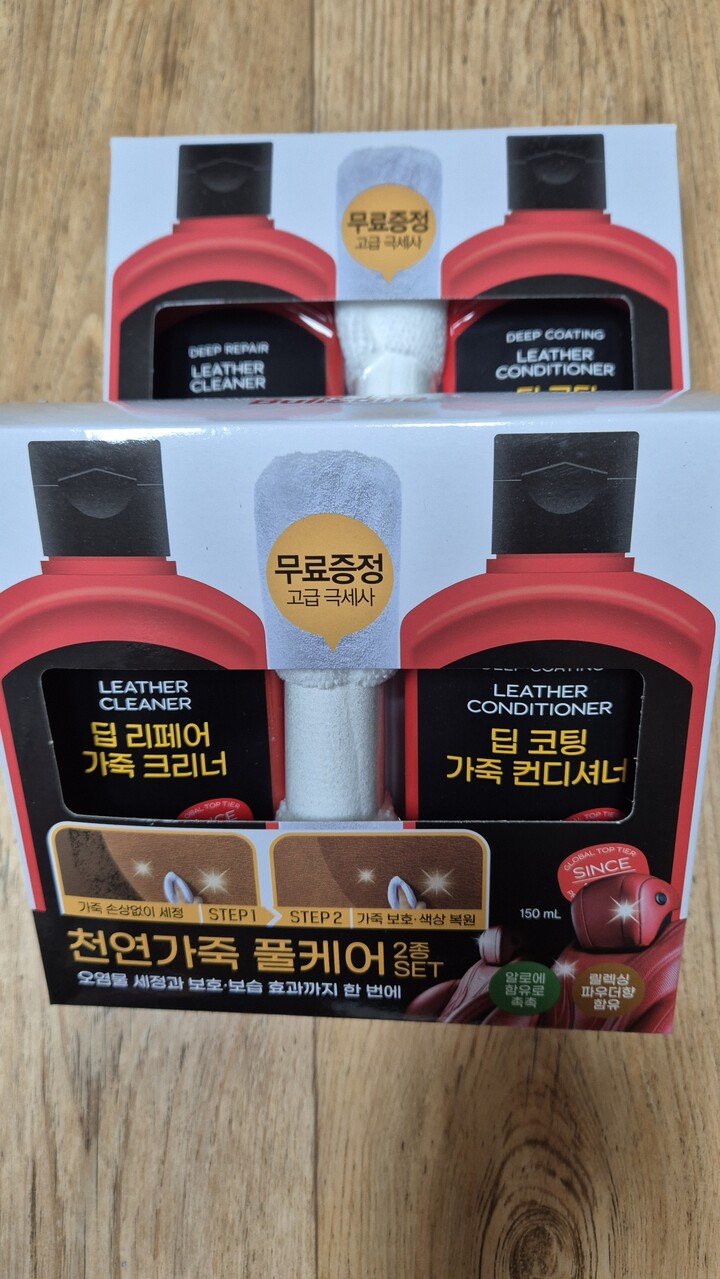 무료증정
고급 극세사
DEEP REPAIR
LEATHER
CLEANER
DEEP COATING
LEATHER
CONDITIONER
무료증정
고급 극세사
LEATHER
CLEANER
딥 리페어
가죽 크리너
DEEP COATING
LEATHER
CONDITIONER
딥 코팅
가죽 컨디셔너
GLOBAL TOP TIER
SINCE
가죽 손상없이 세정
STEP 1
STEP 2
가죽 보호·색상 복원
150 mL
천연가죽 풀케어 2종 SET
오염물 세정과 보호·보습 효과까지 한 번에
알로에
함유로
촉촉
릴렉싱
파우더향
함유